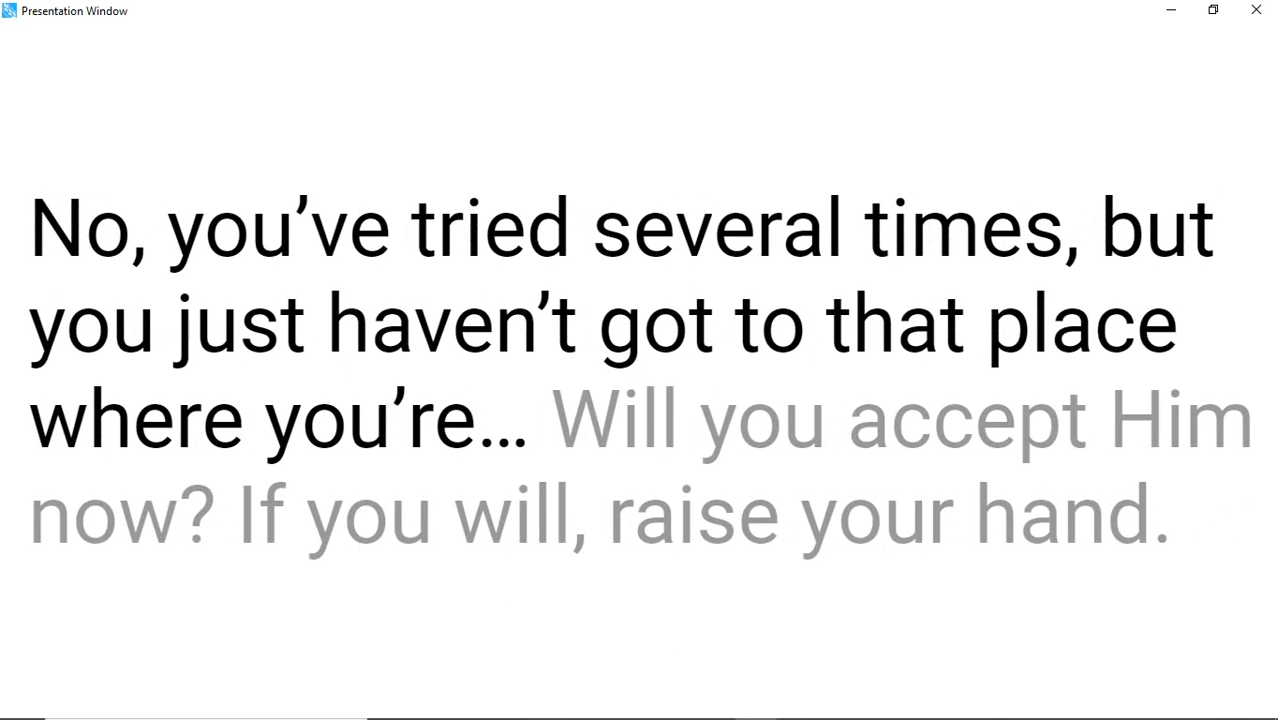 Presentation Window
No, you’ve tried several times, but
you just haven’t got to that place
where you’re… Will you accept Him
now? If you will, raise your hand.